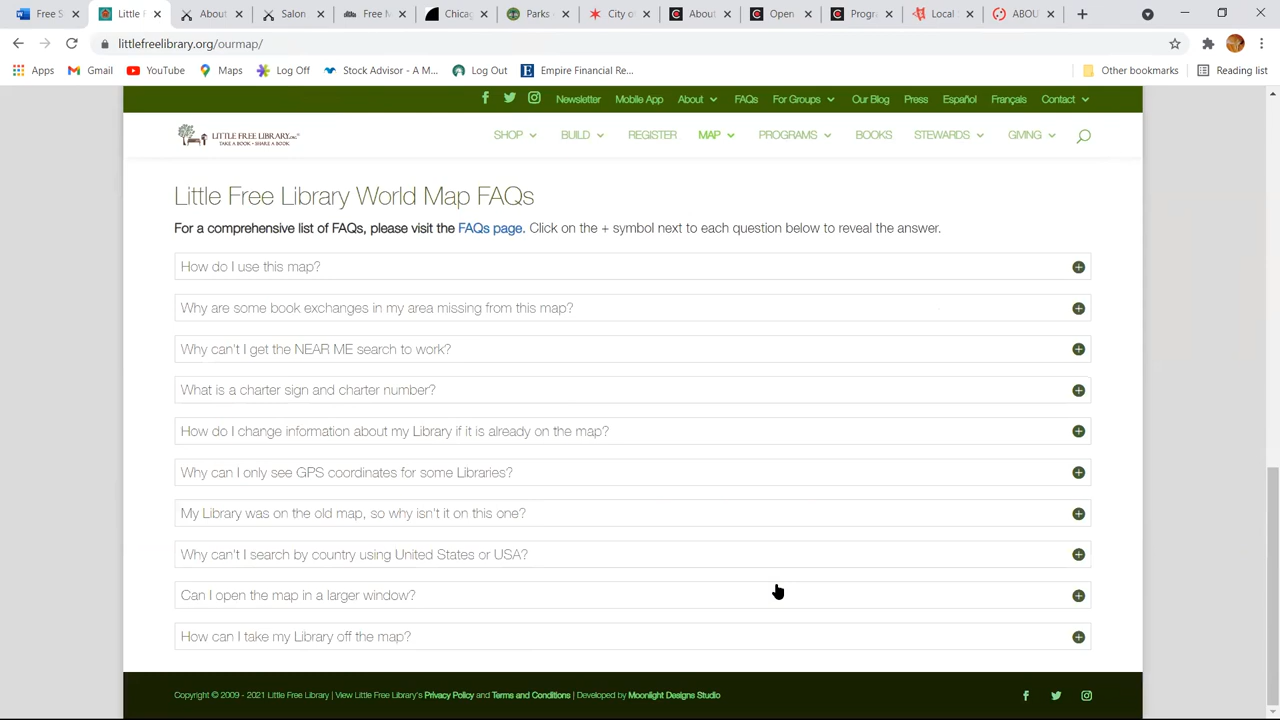 Free S
Little
About
Salon
Free N
Chicag
Pa
City o
About
Open
Progr
Local
ABOU
littlefreelibrary.org/ourmap/
Apps Gmail YouTube Maps Log Off Stock Advisor - A M... Log Out Empire Financial Re... Other bookmarks Reading list
Newsletter Mobile App About FAQs For Groups Our Blog Press Español Français Contact
LITTLE FREE LIBRARY.ORG®
TAKE A BOOK • SHARE A BOOK
SHOP BUILD REGISTER MAP PROGRAMS BOOKS STEWARDS GIVING
Little Free Library World Map FAQs
For a comprehensive list of FAQs, please visit the FAQs page. Click on the + symbol next to each question below to reveal the answer.
How do I use this map?
Why are some book exchanges in my area missing from this map?
Why can't I get the NEAR ME search to work?
What is a charter sign and charter number?
How do I change information about my Library if it is already on the map?
Why can I only see GPS coordinates for some Libraries?
My Library was on the old map, so why isn't it on this one?
Why can't I search by country using United States or USA?
Can I open the map in a larger window?
How can I take my Library off the map?
Copyright © 2009 - 2021 Little Free Library | View Little Free Library's Privacy Policy and Terms and Conditions | Developed by Moonlight Designs Studio